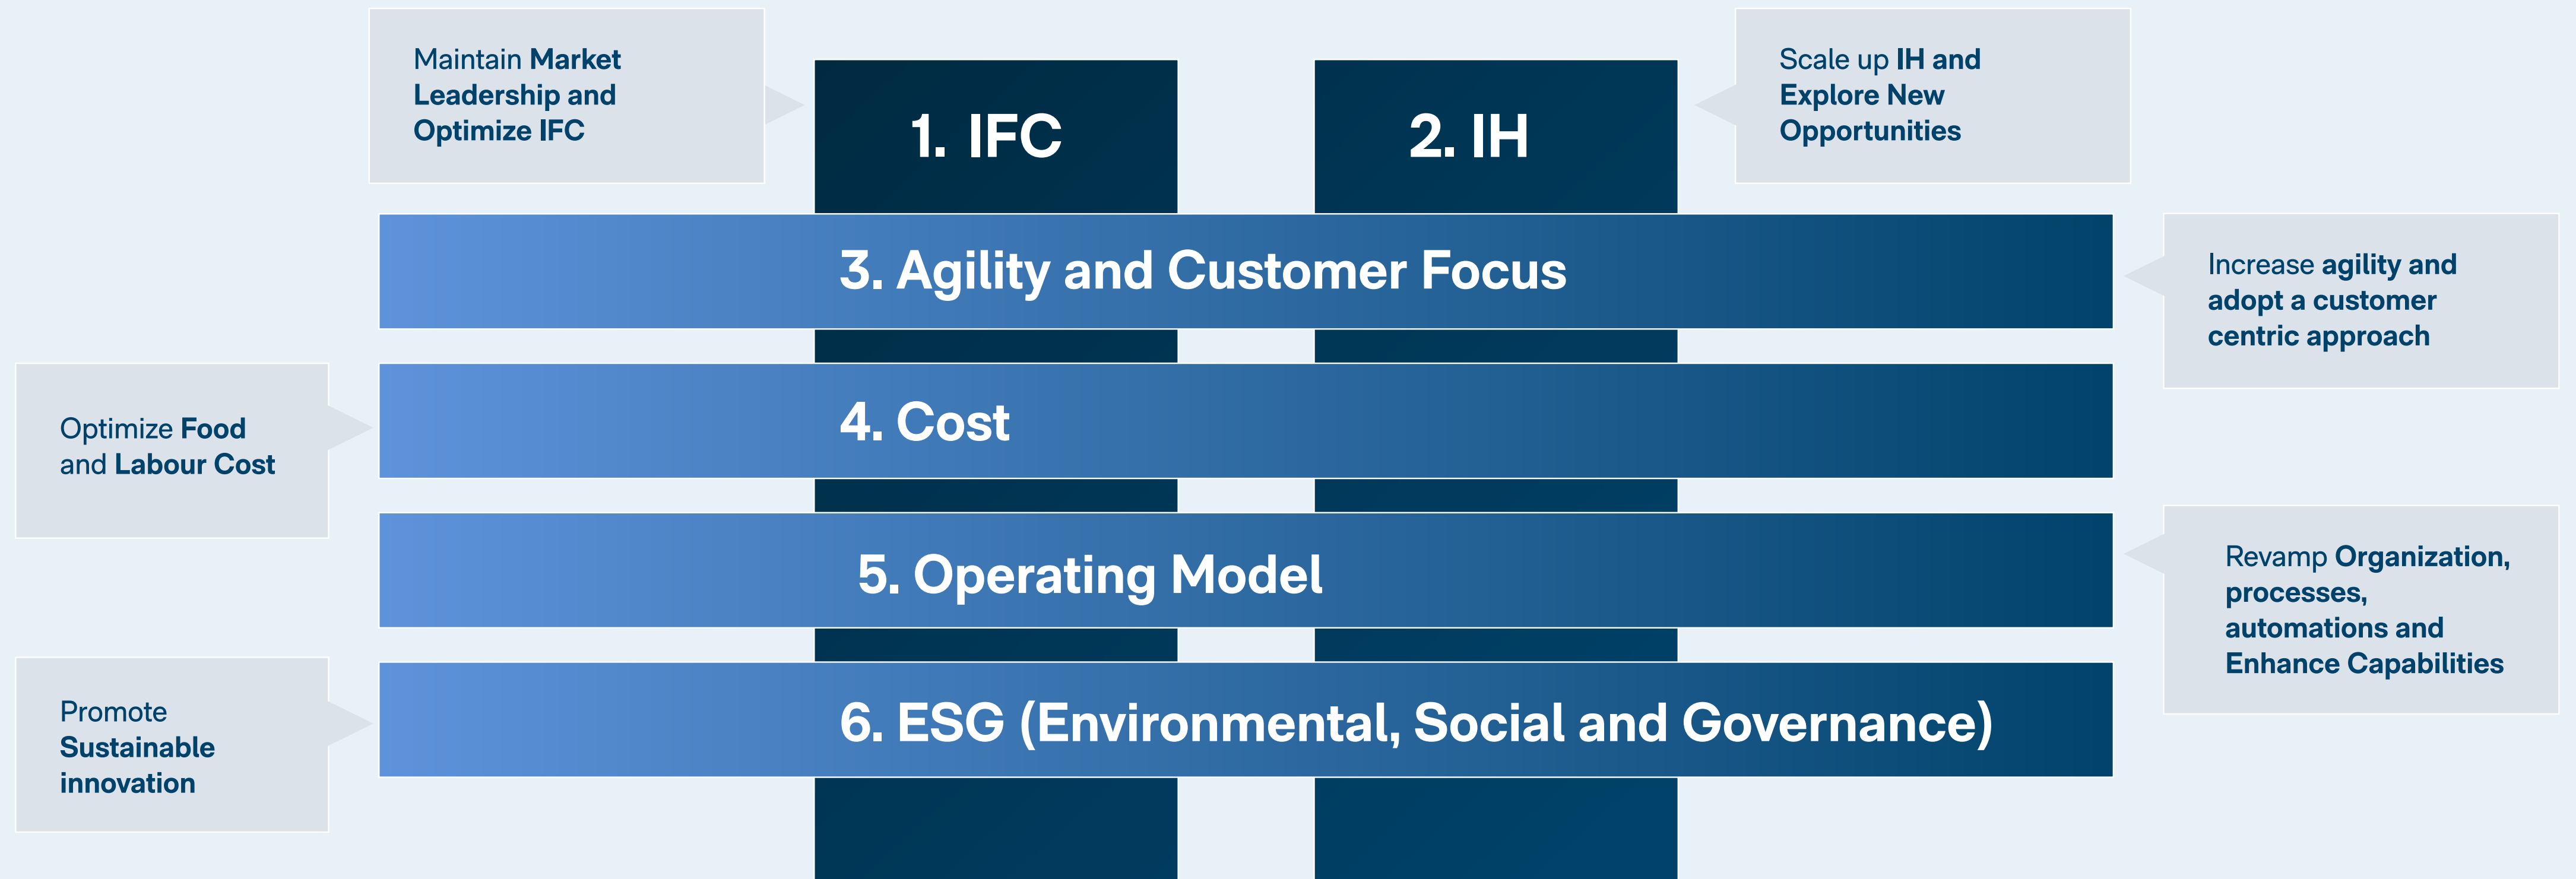 Maintain Market
Leadership and
Optimize IFC
1. IFC
2. IH
Scale up IH and
Explore New
Opportunities
3. Agility and Customer Focus
Increase agility and
adopt a customer
centric approach
Optimize Food
and Labour Cost
4. Cost
5. Operating Model
Revamp Organization,
processes,
automations and
Enhance Capabilities
Promote
Sustainable
innovation
6. ESG (Environmental, Social and Governance)